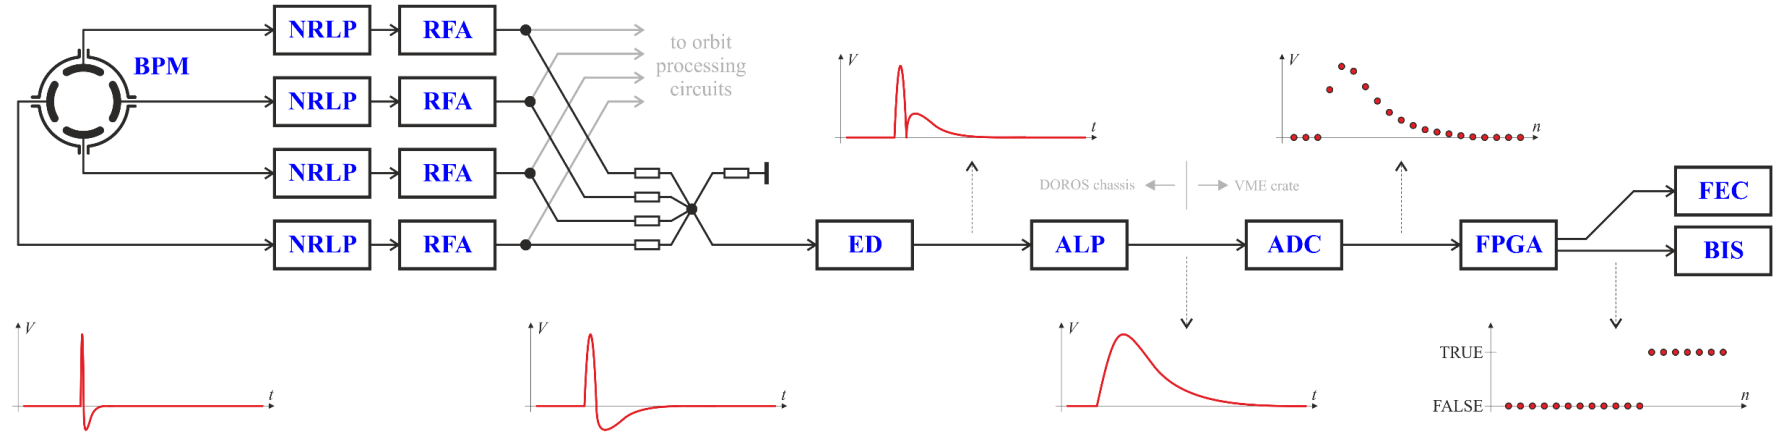 BPM
NRLP
RFA
NRLP
RFA
NRLP
RFA
NRLP
RFA
to orbit
processing
circuits
V
t
V
n
DOROS chassis
VME crate
ED
ALP
ADC
FPGA
FEC
BIS
V
t
V
t
V
t
TRUE
FALSE
n